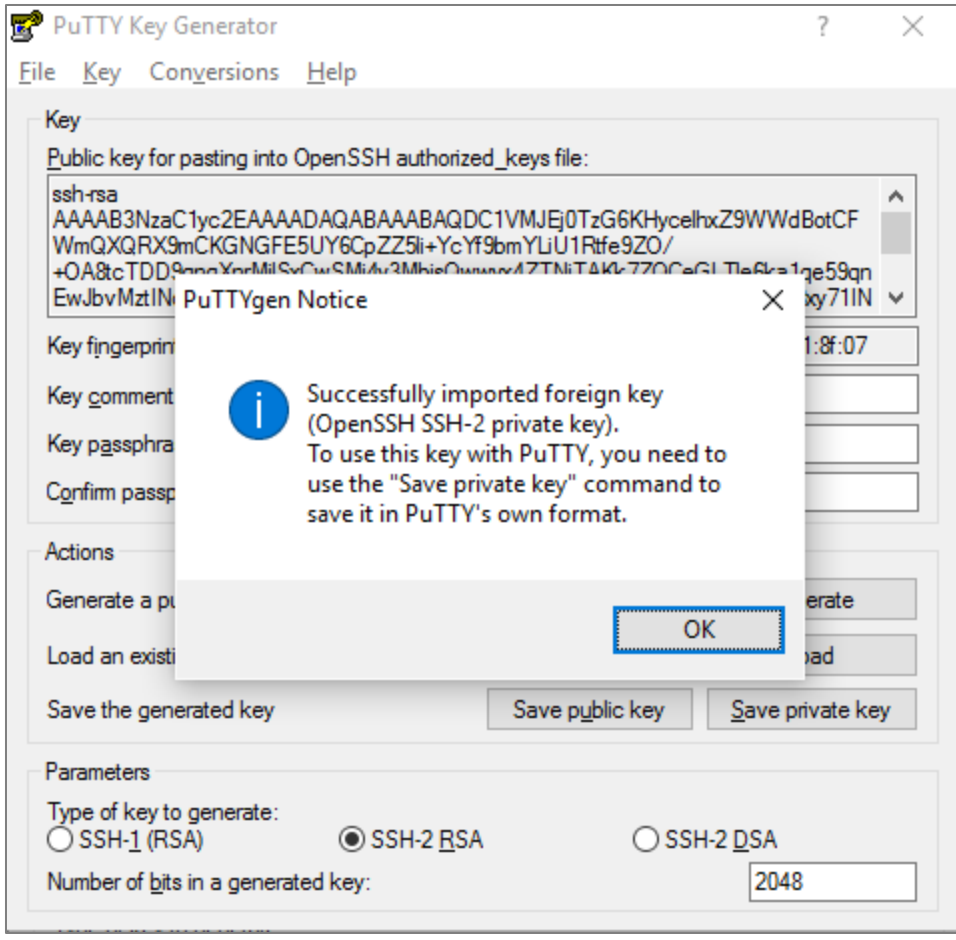 PuTTY Key Generator
?
File Key Conversions Help
Key
Public key for pasting into OpenSSH authorized_keys file:
ssh-rsa
AAAAB3NzaC1yc2EAAAADAQABAAABAQDC1VMJEj0TzG6KHycelhxZ9WWdBotCF
WmQXQRX9mCKGNGFE5UY6CpZZ5li+YcYf9bmYLiU1Rtfe9ZO/
PuTTYgen Notice
Key fingerprint
1:8f:07
Successfully imported foreign key
(OpenSSH SSH-2 private key).
To use this key with PuTTY, you need to
use the "Save private key" command to
save it in PuTTY's own format.
Key comment
Key passphra
Confirm passp
Actions
Generate a pu
erate
OK
Load an existi
oad
Save the generated key
Save public key
Save private key
Parameters
Type of key to generate:
SSH-1 (RSA) SSH-2 RSA SSH-2 DSA
Number of bits in a generated key:
2048